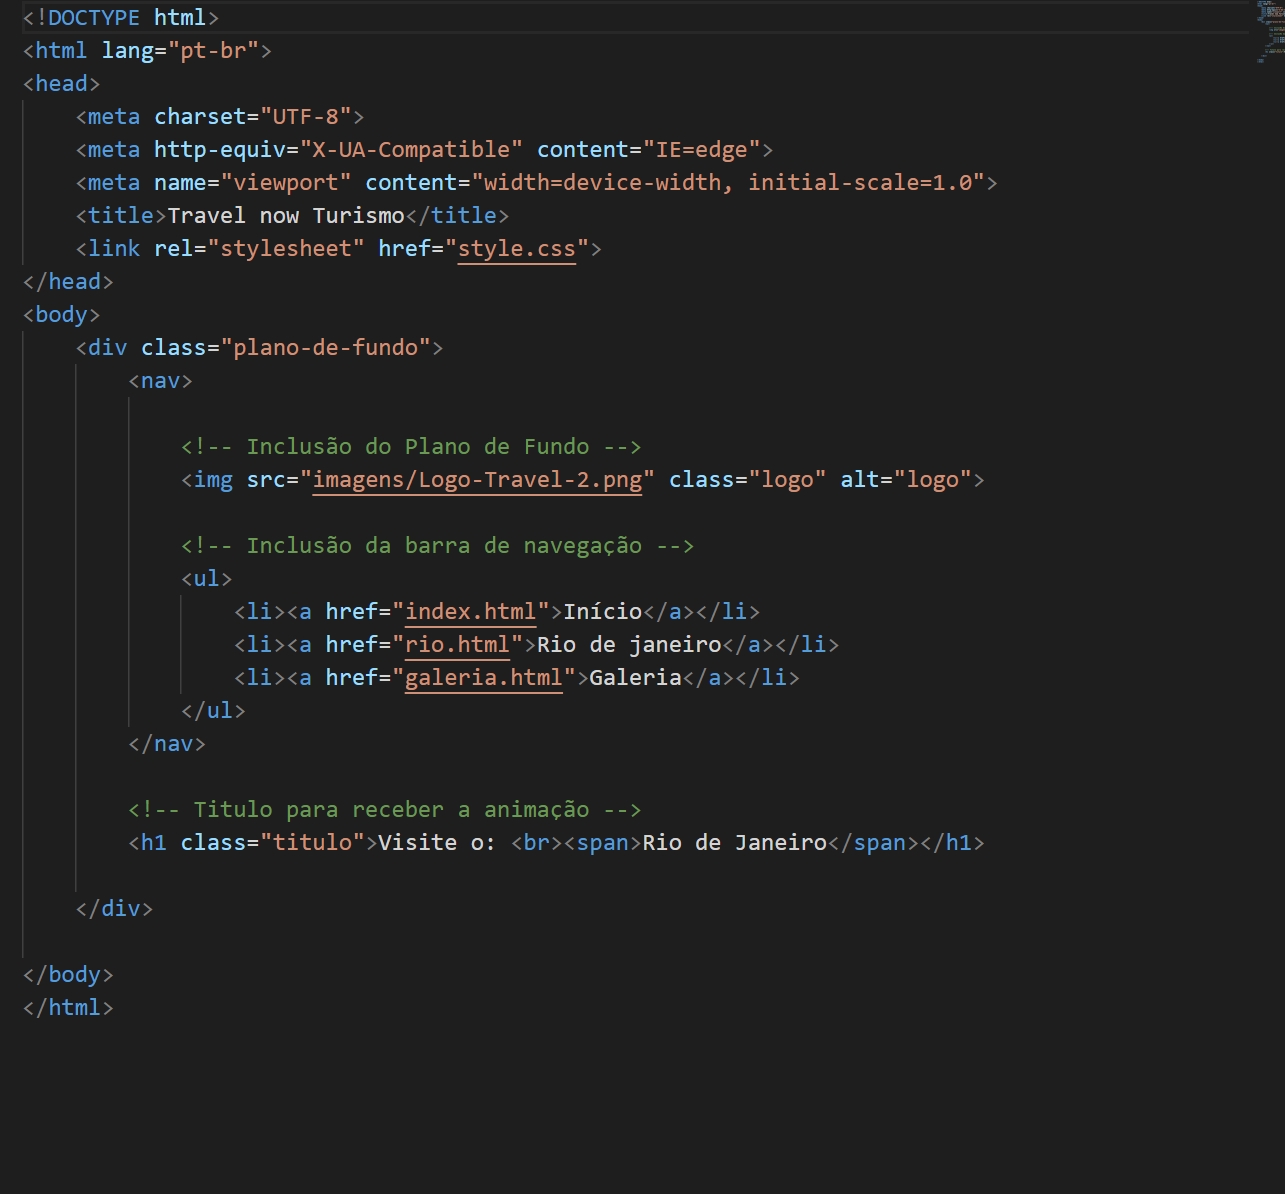 <!DOCTYPE html>
<html lang="pt-br">
<head>
    <meta charset="UTF-8">
    <meta http-equiv="X-UA-Compatible" content="IE=edge">
    <meta name="viewport" content="width=device-width, initial-scale=1.0">
    <title>Travel now Turismo</title>
    <link rel="stylesheet" href="style.css">
</head>
<body>
    <div class="plano-de-fundo">
        <nav>
            <!-- Inclusão do Plano de Fundo -->
            <img src="imagens/Logo-Travel-2.png" class="logo" alt="logo">
            <!-- Inclusão da barra de navegação -->
            <ul>
                <li><a href="index.html">Início</a></li>
                <li><a href="rio.html">Rio de janeiro</a></li>
                <li><a href="galeria.html">Galeria</a></li>
            </ul>
        </nav>
        <!-- Titulo para receber a animação -->
        <h1 class="titulo">Visite o: <br><span>Rio de Janeiro</span></h1>
    </div>
</body>
</html>